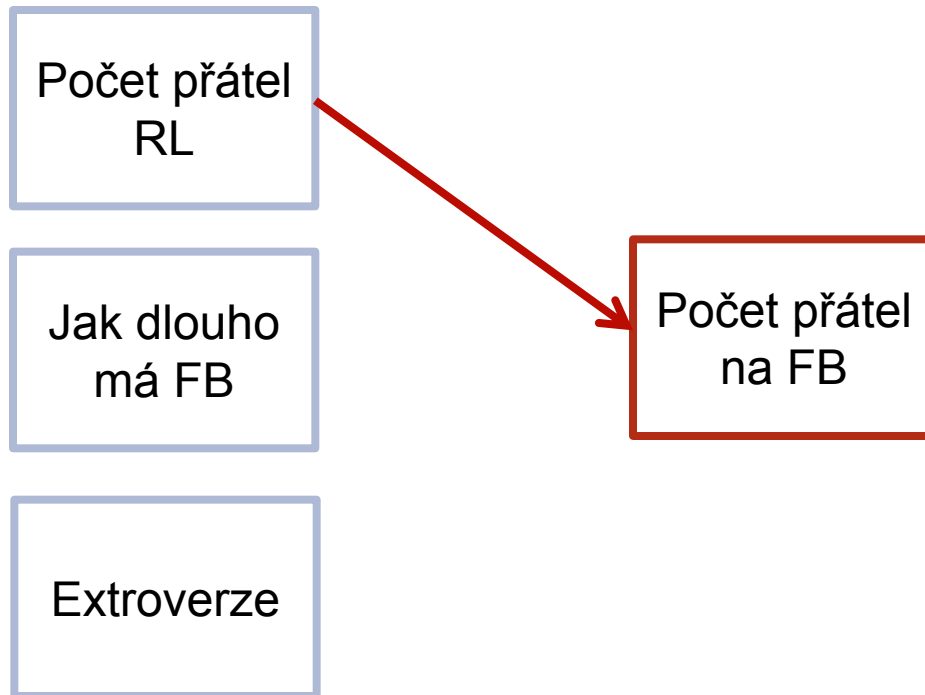 Počet přátel
RL
Jak dlouho
má FB
Počet přátel
na FB
Extroverze